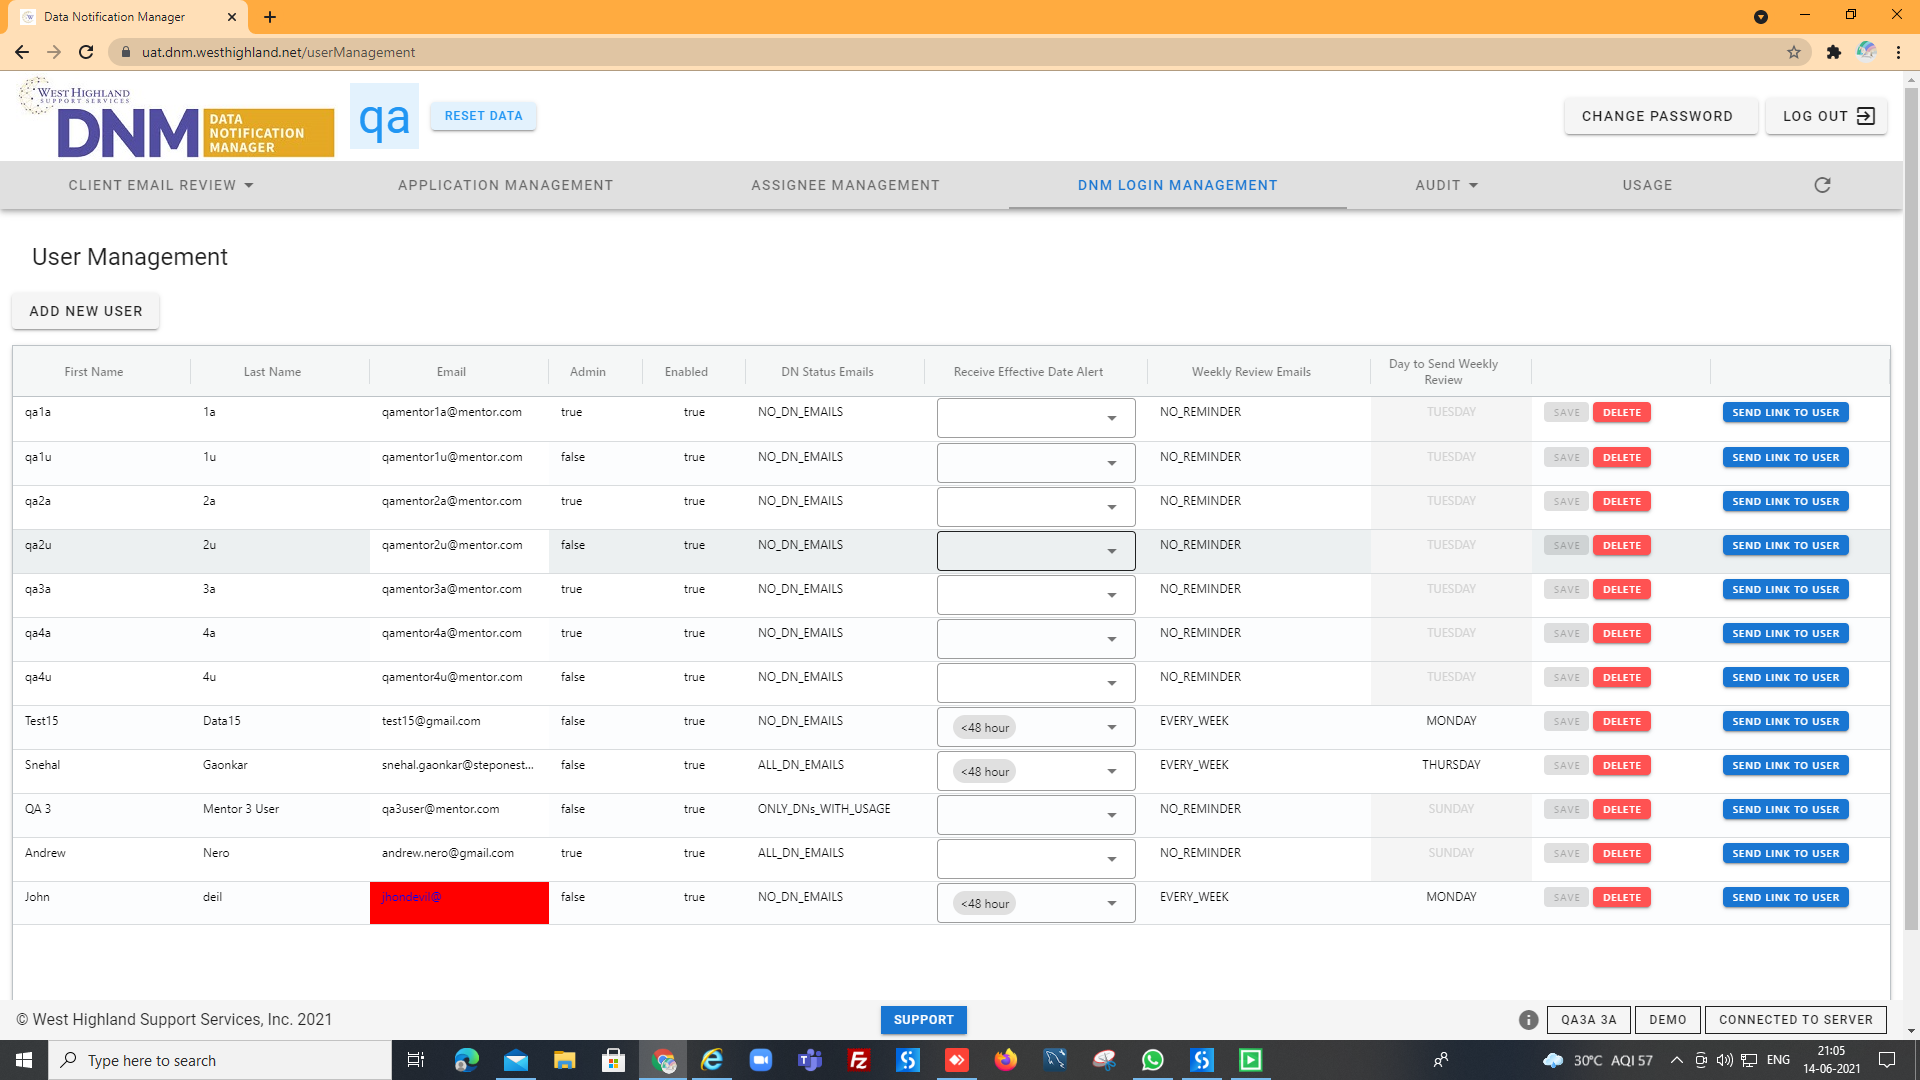 Data Notification Manager
uat.dnm.westhighland.net/userManagement
WEST HIGHLAND
SUPPORT SERVICES
DNM DATA NOTIFICATION MANAGER
qa
RESET DATA
CHANGE PASSWORD
LOG OUT
CLIENT EMAIL REVIEW APPLICATION MANAGEMENT ASSIGNEE MANAGEMENT DNM LOGIN MANAGEMENT AUDIT USAGE
User Management
ADD NEW USER
First Name Last Name Email Admin Enabled DN Status Emails Receive Effective Date Alert Weekly Review Emails Day to Send Weekly Review
qa1a 1a qamentor1a@mentor.com true true NO_DN_EMAILS NO_REMINDER TUESDAY SAVE DELETE SEND LINK TO USER
qa1u 1u qamentor1u@mentor.com false true NO_DN_EMAILS NO_REMINDER TUESDAY SAVE DELETE SEND LINK TO USER
qa2a 2a qamentor2a@mentor.com true true NO_DN_EMAILS NO_REMINDER TUESDAY SAVE DELETE SEND LINK TO USER
qa2u 2u qamentor2u@mentor.com false true NO_DN_EMAILS NO_REMINDER TUESDAY SAVE DELETE SEND LINK TO USER
qa3a 3a qamentor3a@mentor.com true true NO_DN_EMAILS NO_REMINDER TUESDAY SAVE DELETE SEND LINK TO USER
qa4a 4a qamentor4a@mentor.com true true NO_DN_EMAILS NO_REMINDER TUESDAY SAVE DELETE SEND LINK TO USER
qa4u 4u qamentor4u@mentor.com false true NO_DN_EMAILS NO_REMINDER TUESDAY SAVE DELETE SEND LINK TO USER
Test15 Data15 test15@gmail.com false true NO_DN_EMAILS <48 hour EVERY_WEEK MONDAY SAVE DELETE SEND LINK TO USER
Snehal Gaonkar snehal.gaonkar@steponest... false true ALL_DN_EMAILS <48 hour EVERY_WEEK THURSDAY SAVE DELETE SEND LINK TO USER
QA 3 Mentor 3 User qa3user@mentor.com false true ONLY_DNs_WITH_USAGE NO_REMINDER SUNDAY SAVE DELETE SEND LINK TO USER
Andrew Nero andrew.nero@gmail.com true true ALL_DN_EMAILS NO_REMINDER SUNDAY SAVE DELETE SEND LINK TO USER
John deil jhondevil@ false true NO_DN_EMAILS <48 hour EVERY_WEEK MONDAY SAVE DELETE SEND LINK TO USER
© West Highland Support Services, Inc. 2021
SUPPORT
QA3A 3A DEMO CONNECTED TO SERVER
Type here to search
30°C AQI 57 ENG
21:05
14-06-2021